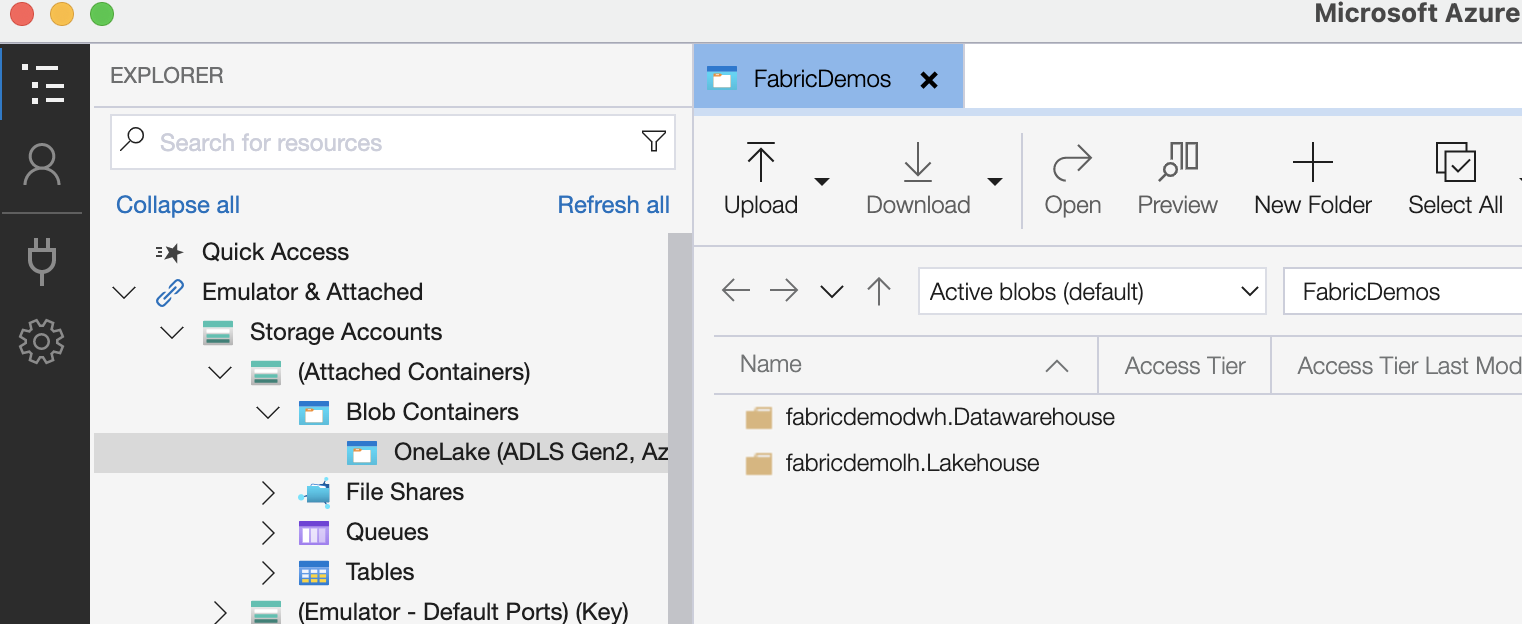 Microsoft Azure
EXPLORER
Search for resources
Collapse all
Refresh all
Quick Access
Emulator & Attached
Storage Accounts
(Attached Containers)
Blob Containers
OneLake (ADLS Gen2, Az
File Shares
Queues
Tables
(Emulator - Default Ports) (Key)
FabricDemos
Upload
Download
Open
Preview
New Folder
Select All
Active blobs (default)
FabricDemos
Name
Access Tier
Access Tier Last Mod
fabricdemodwh.Datawarehouse
fabricdemolh.Lakehouse